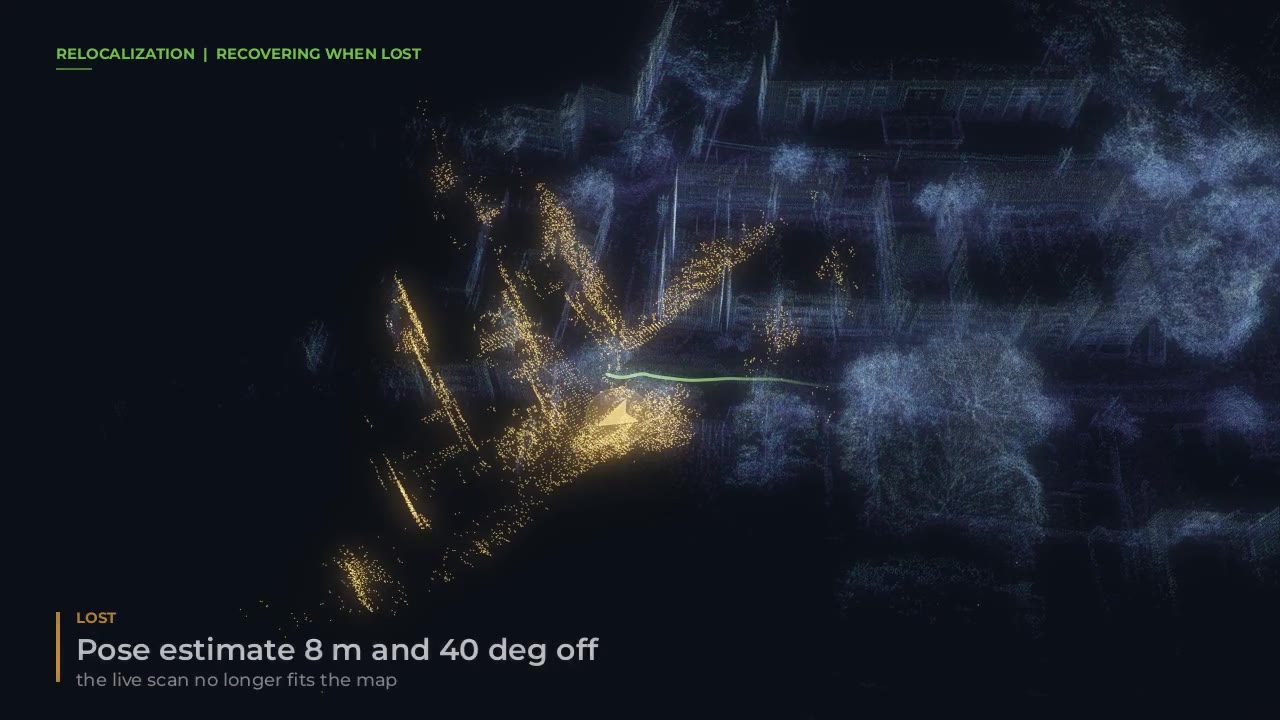 RELOCALIZATION | RECOVERING WHEN LOST
LOST
Pose estimate 8 m and 40 deg off
the live scan no longer fits the map